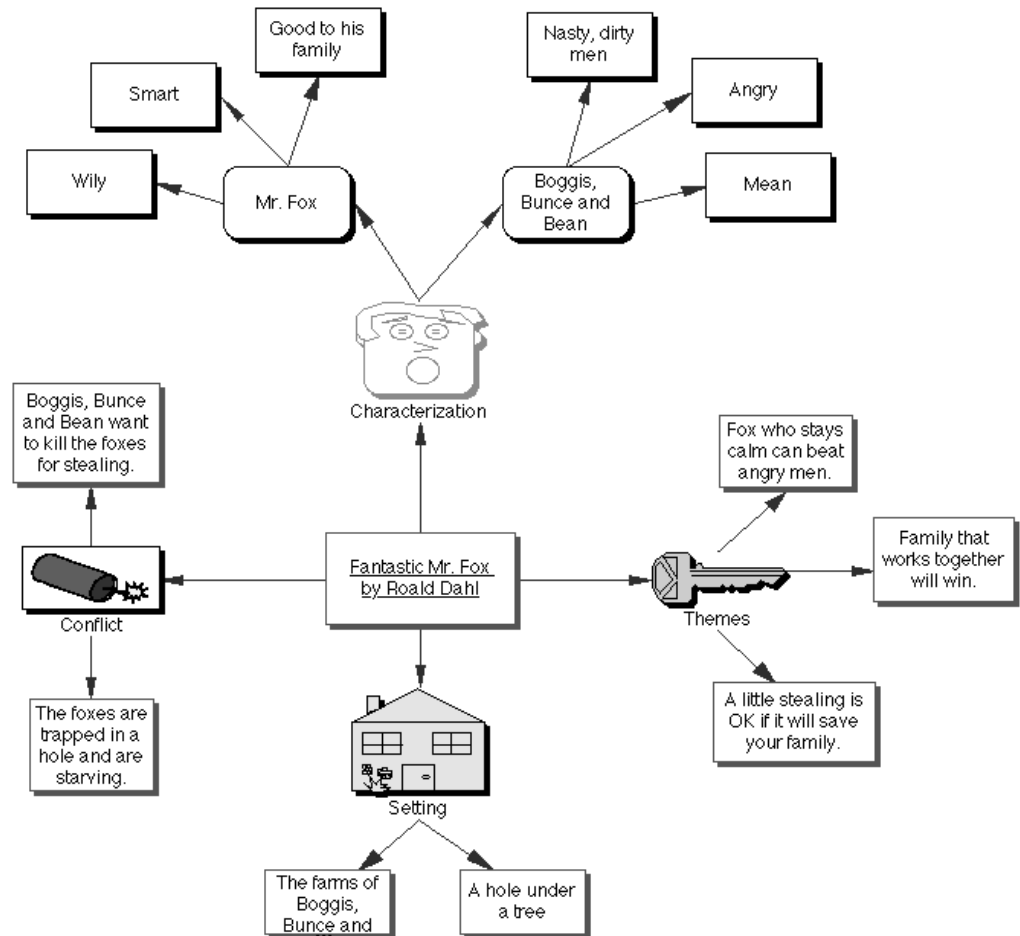 Good to his
family
Nasty, dirty
men
Smart
Angry
Wily
Mr. Fox
Boggis,
Bunce and
Bean
Mean
Characterization
Boggis, Bunce
and Bean want
to kill the foxes
for stealing.
Fox who stays
calm can beat
angry men.
Family that
works together
will win.
Fantastic Mr. Fox
by Roald Dahl
Conflict
Themes
The foxes are
trapped in a
hole and are
starving.
A little stealing is
OK if it will save
your family.
Setting
The farms of
Boggis,
Bunce and
A hole under
a tree